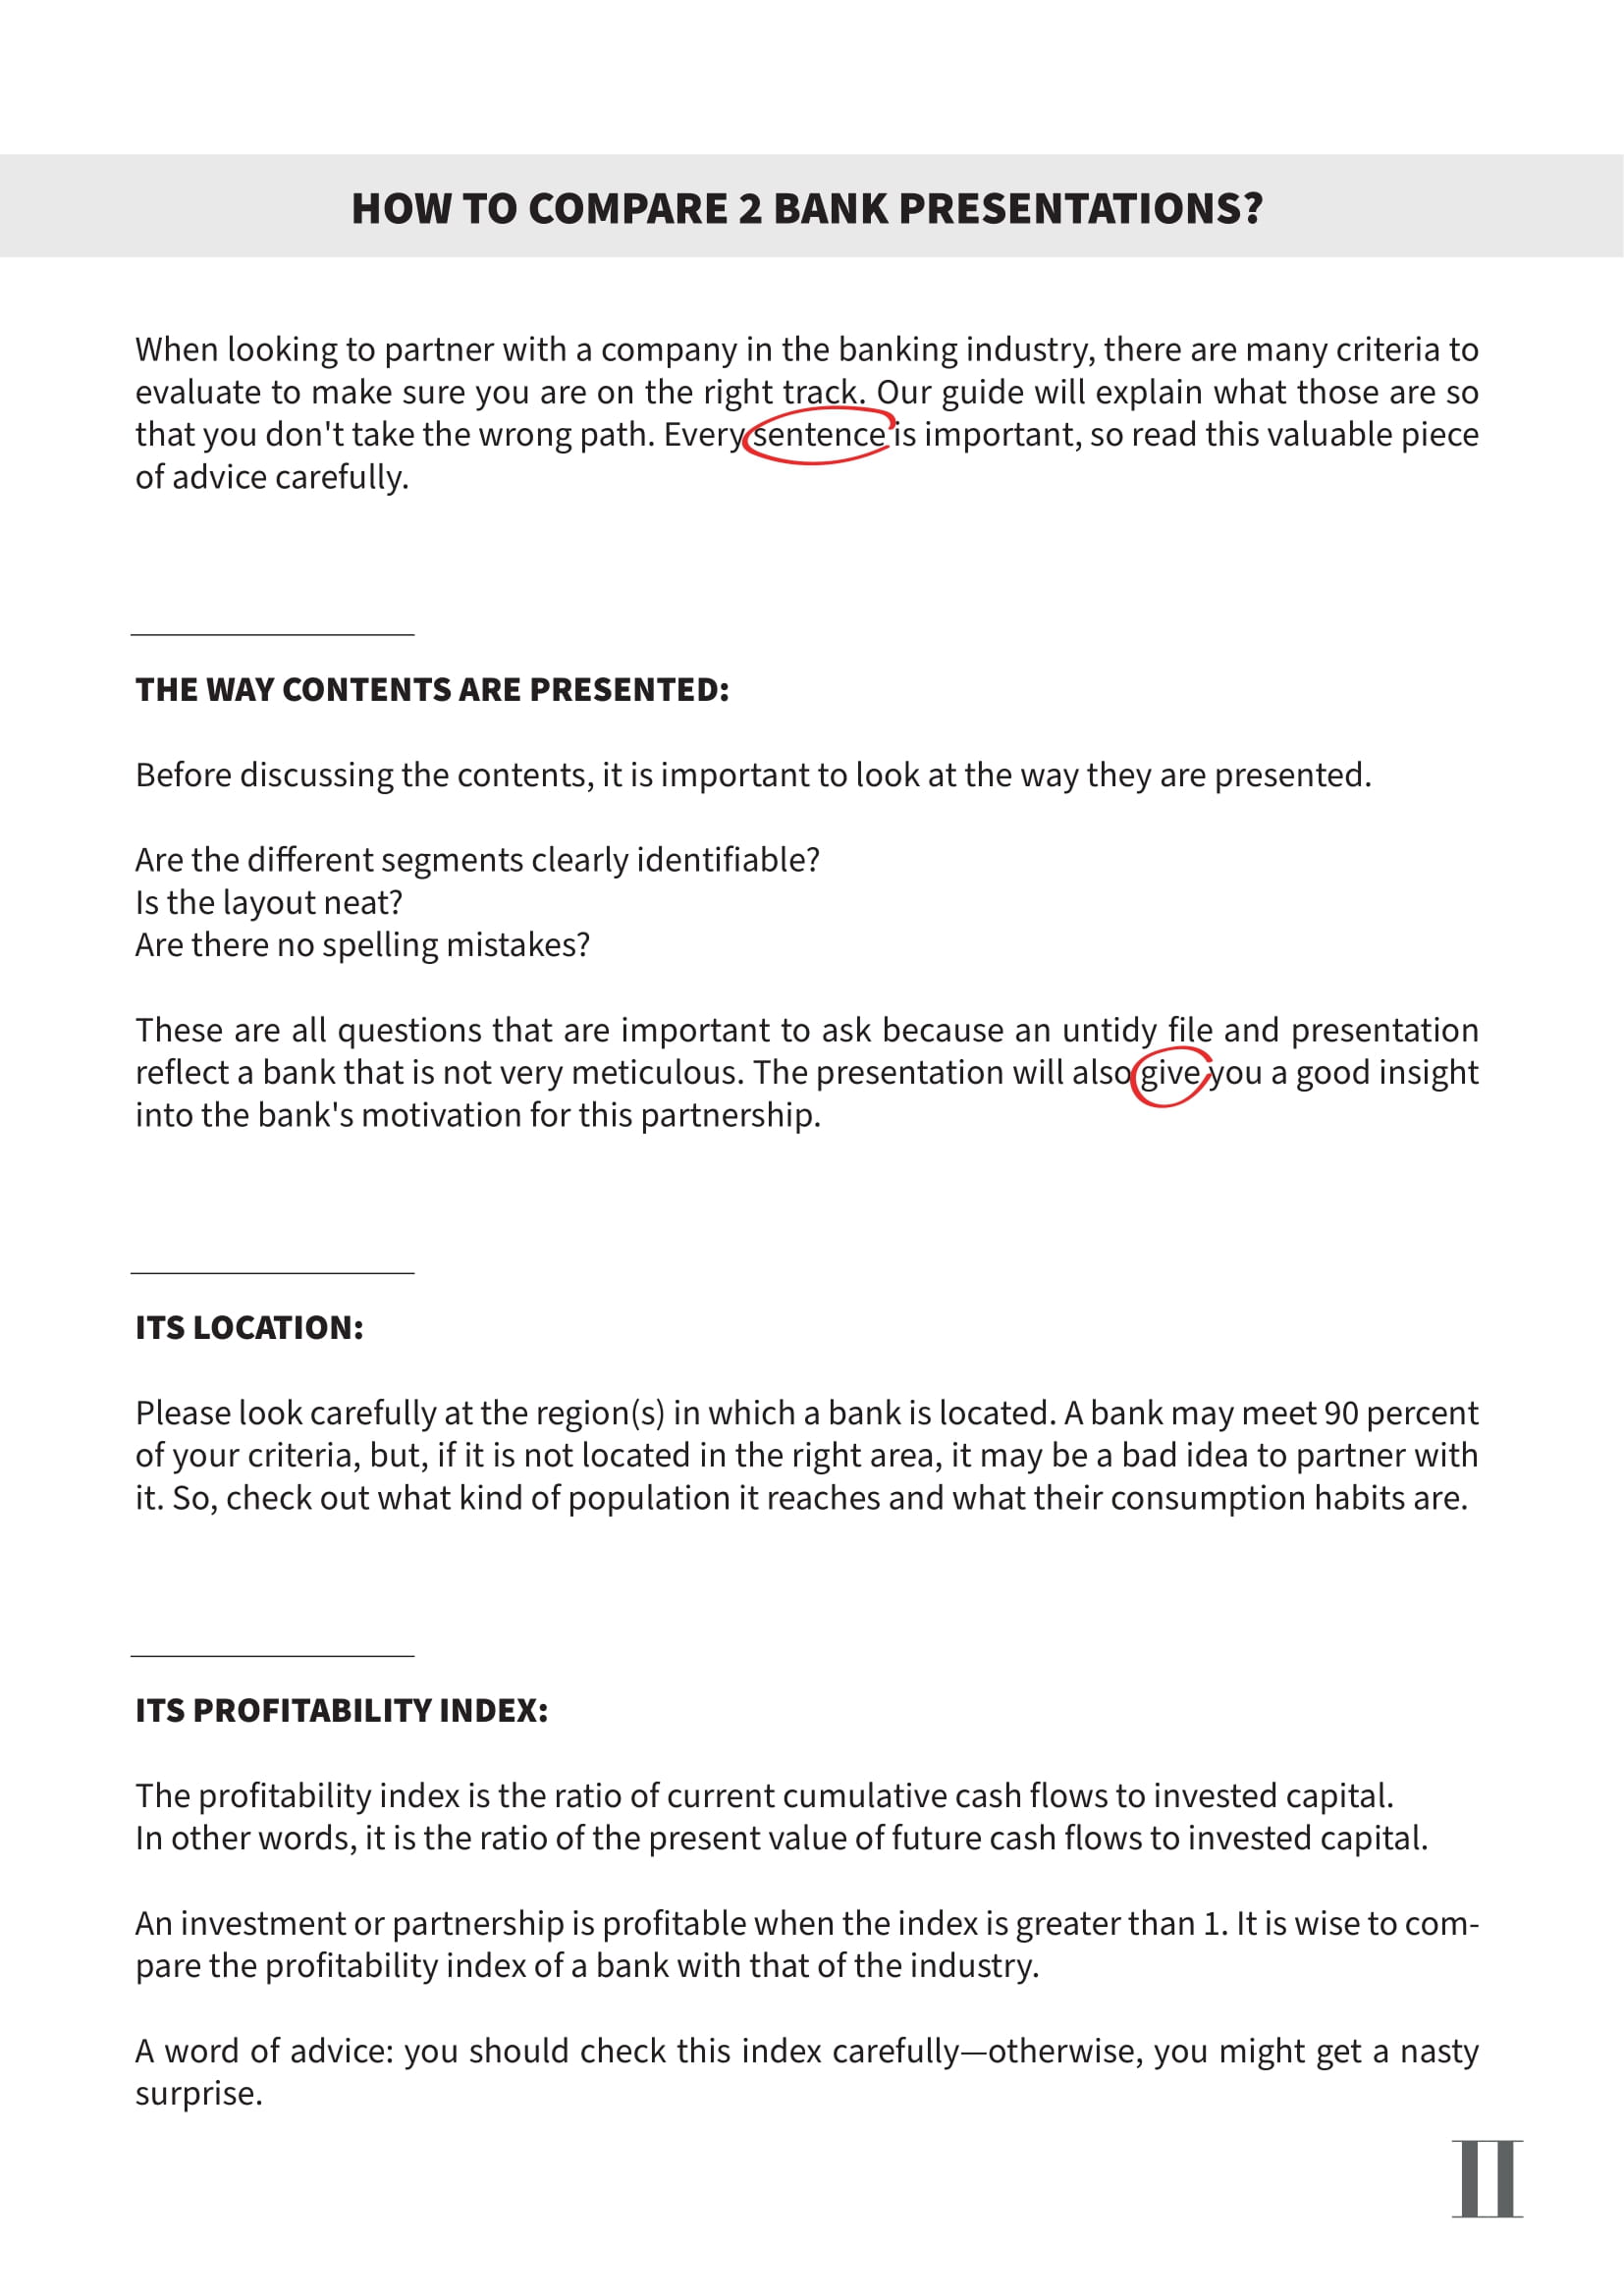 HOW TO COMPARE 2 BANK PRESENTATIONS?
When looking to partner with a company in the banking industry, there are many criteria to
evaluate to make sure you are on the right track. Our guide will explain what those are so
that you don't take the wrong path. Every sentence is important, so read this valuable piece
of advice carefully.
THE WAY CONTENTS ARE PRESENTED:
Before discussing the contents, it is important to look at the way they are presented.
Are the different segments clearly identifiable?
Is the layout neat?
Are there no spelling mistakes?
These are all questions that are important to ask because an untidy file and presentation
reflect a bank that is not very meticulous. The presentation will also give you a good insight
into the bank's motivation for this partnership.
ITS LOCATION:
Please look carefully at the region(s) in which a bank is located. A bank may meet 90 percent
of your criteria, but, if it is not located in the right area, it may be a bad idea to partner with
it. So, check out what kind of population it reaches and what their consumption habits are.
ITS PROFITABILITY INDEX:
The profitability index is the ratio of current cumulative cash flows to invested capital.
In other words, it is the ratio of the present value of future cash flows to invested capital.
An investment or partnership is profitable when the index is greater than 1. It is wise to com-
pare the profitability index of a bank with that of the industry.
A word of advice: you should check this index carefully—otherwise, you might get a nasty
surprise.
II